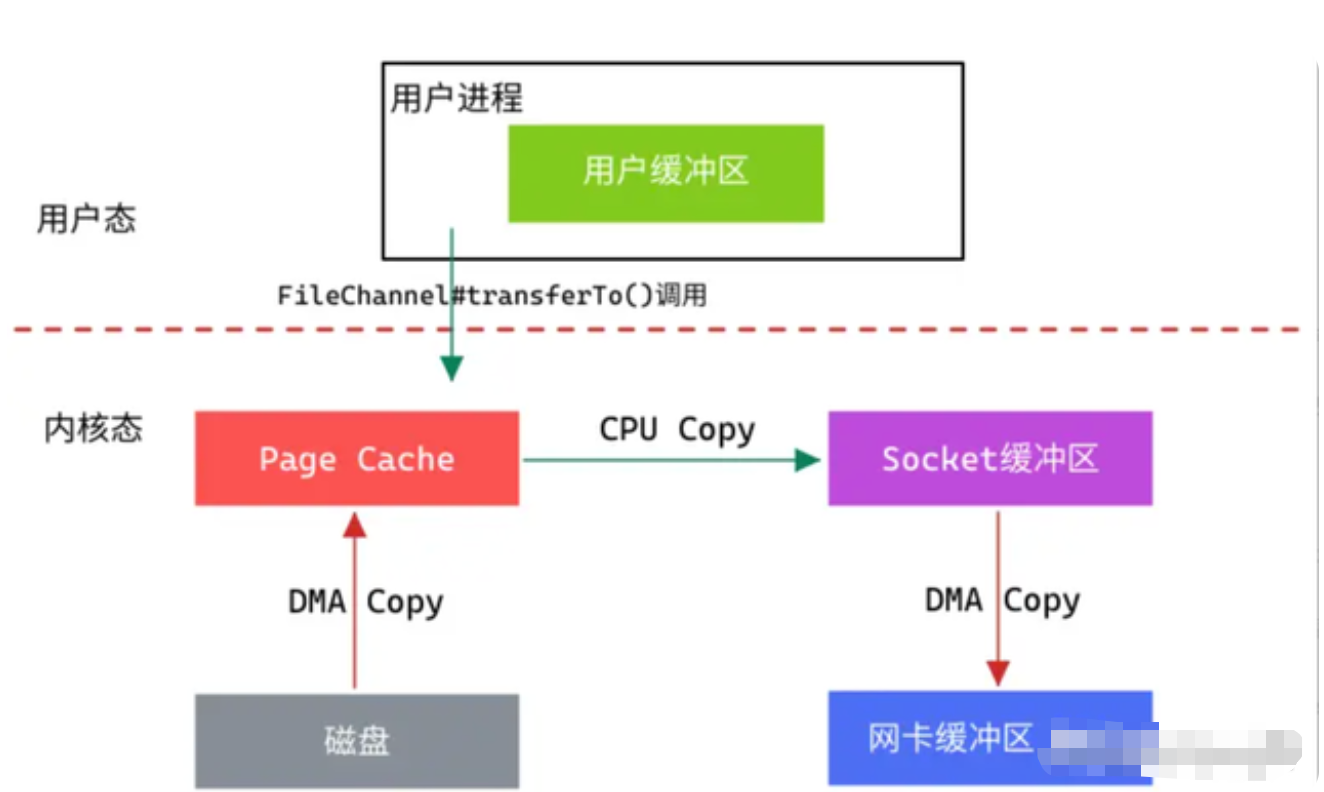 用户进程
用户缓冲区
用户态
FileChannel#transferTo()调用
内核态
Page Cache
CPU Copy
Socket缓冲区
DMA Copy
DMA Copy
磁盘
网卡缓冲区